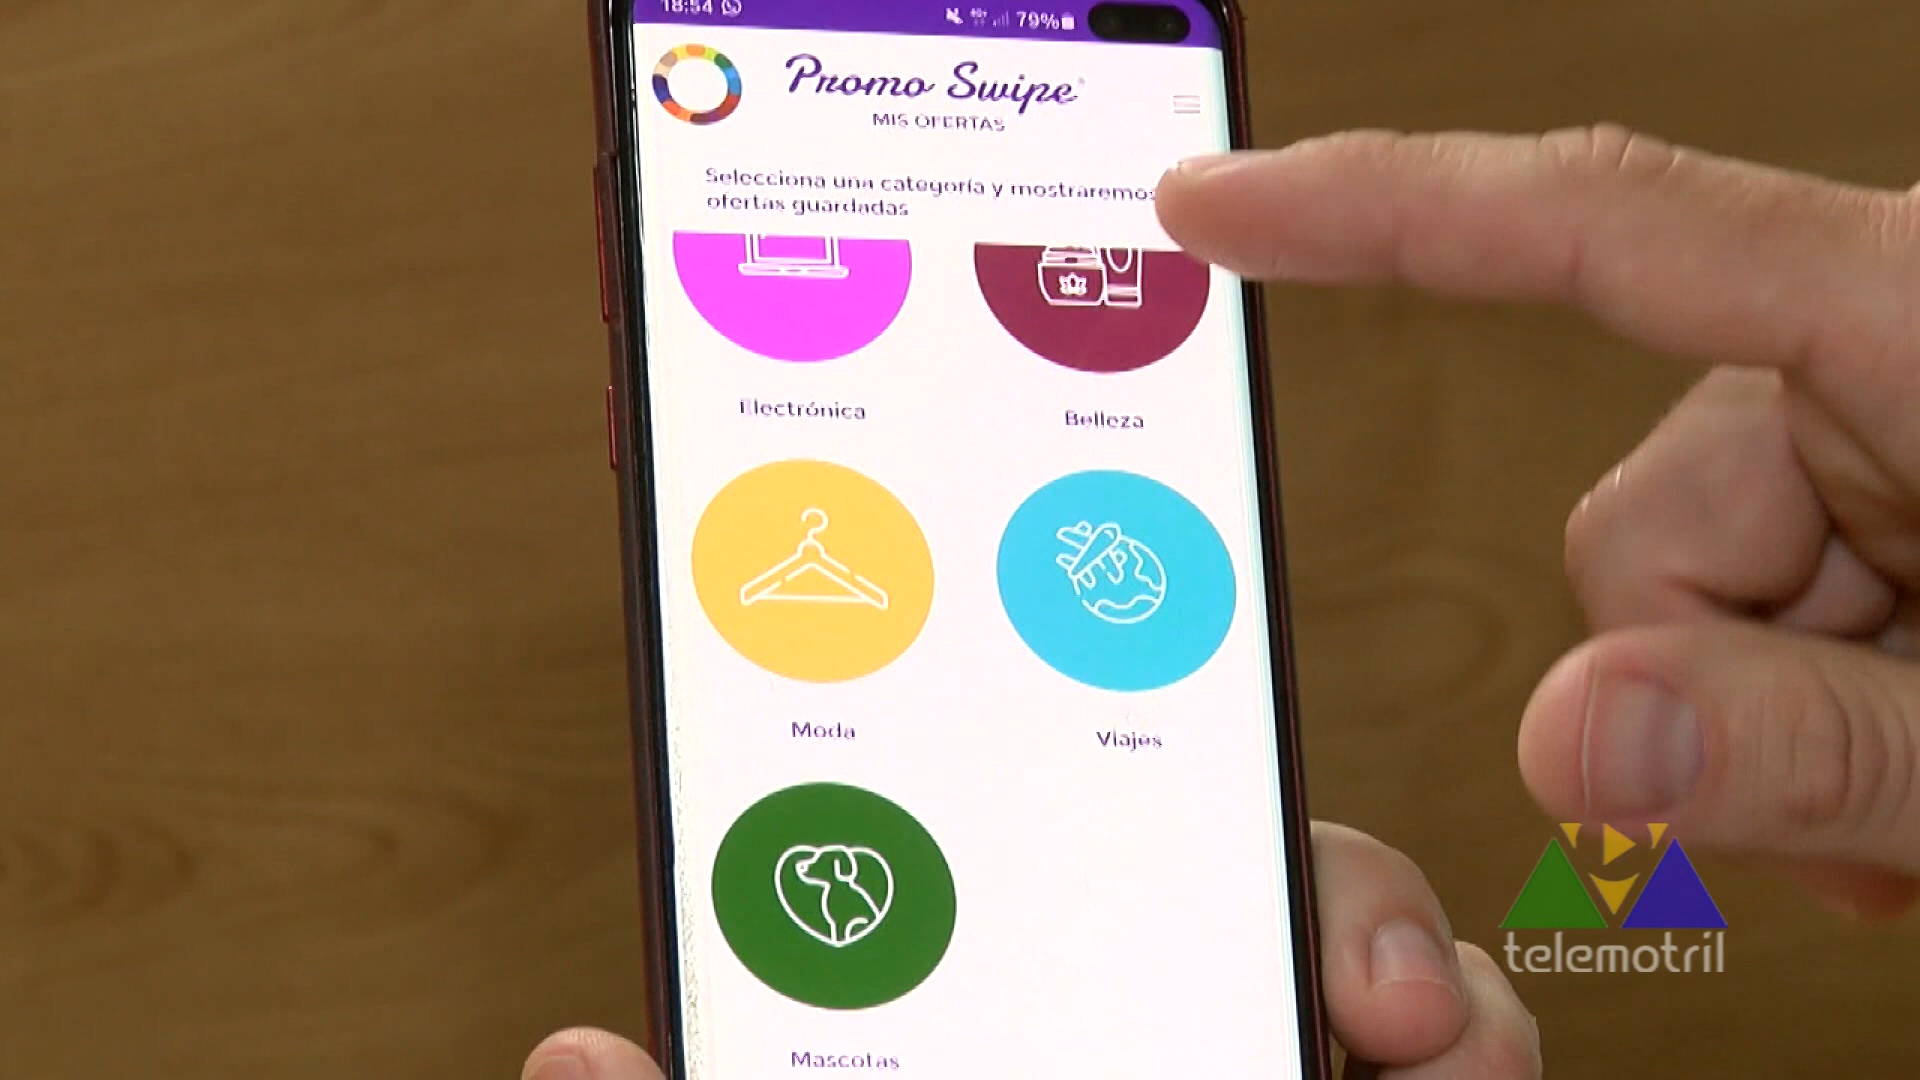 18:54
79%
Promo Swipe
MIS OFERTAS
Selecciona una categoría y mostraremos
ofertas guardadas
Electrónica
Belleza
Moda
Viajes
Mascotas
telemotril